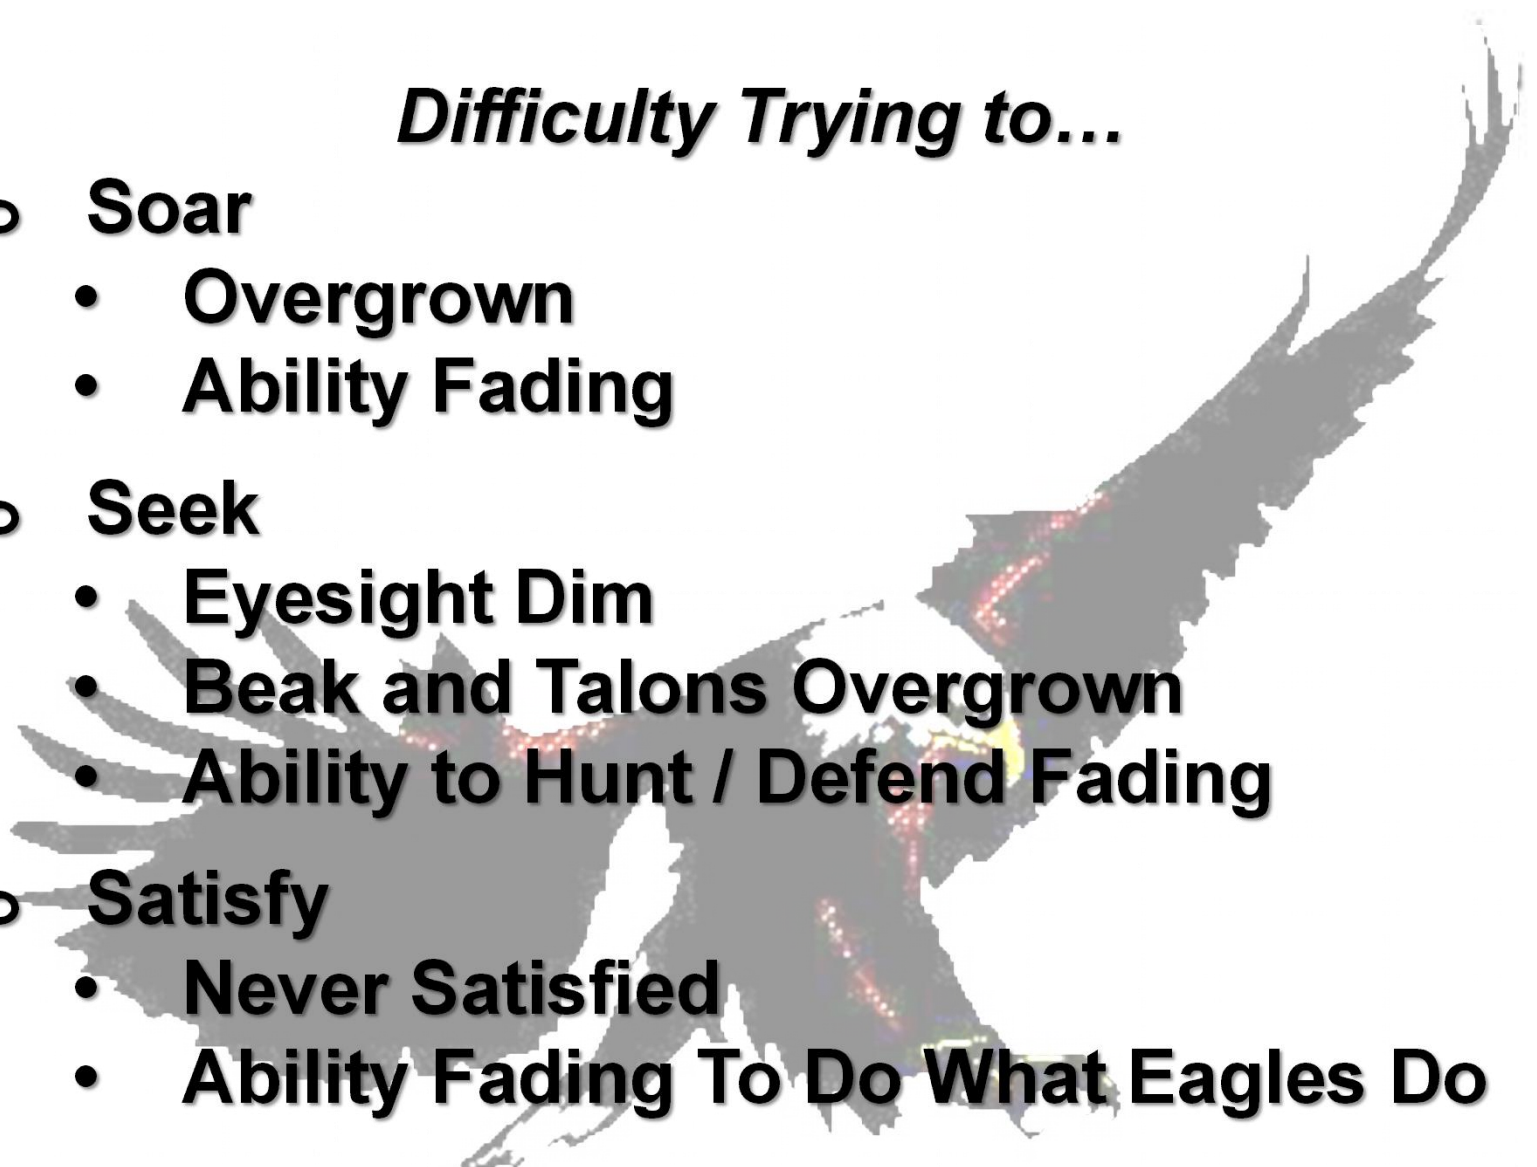 Difficulty Trying to…
Soar
• Overgrown
• Ability Fading
Seek
• Eyesight Dim
• Beak and Talons Overgrown
• Ability to Hunt / Defend Fading
Satisfy
• Never Satisfied
• Ability Fading To Do What Eagles Do